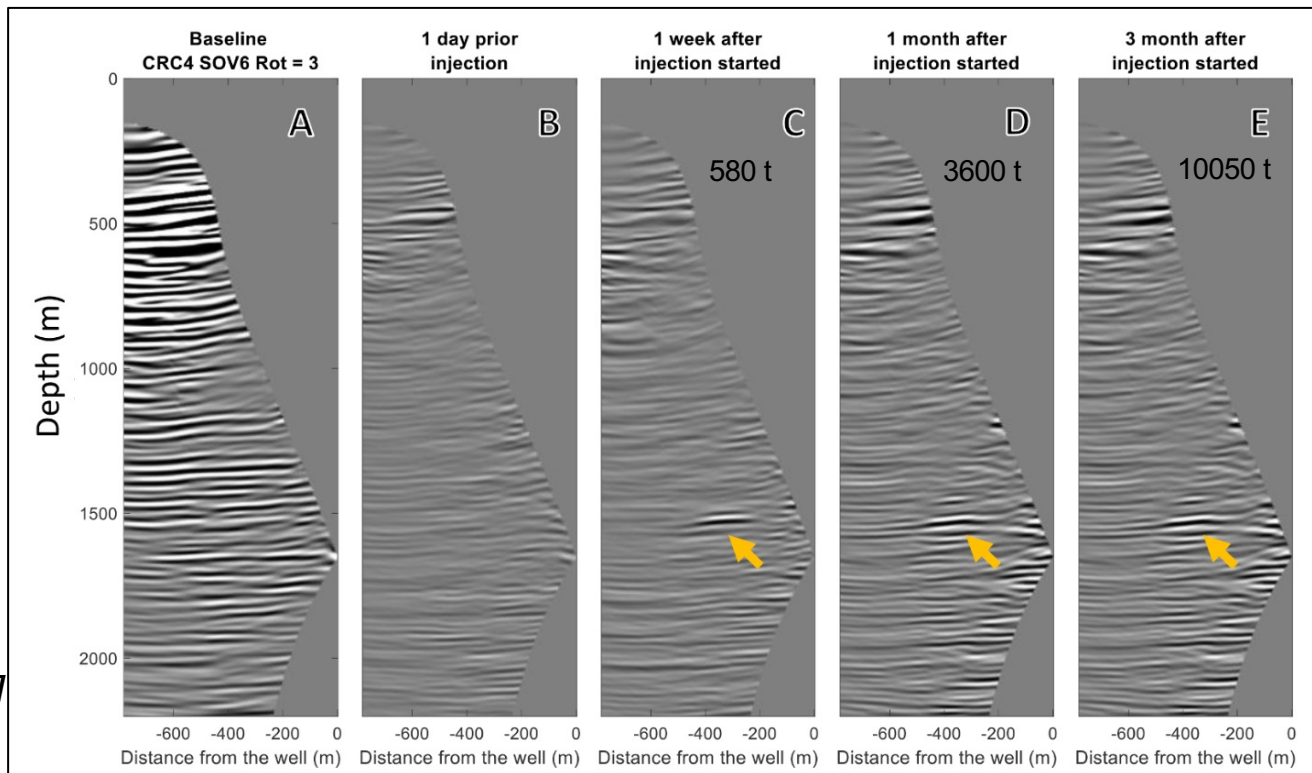 Baseline
CRC4 SOV6 Rot = 3
1 day prior
injection
1 week after
injection started
1 month after
injection started
3 month after
injection started
A
B
C
D
E
580 t
3600 t
10050 t
Depth (m)
0
500
1000
1500
2000
-600 -400 -200 0
-600 -400 -200 0
-600 -400 -200 0
-600 -400 -200 0
-600 -400 -200 0
Distance from the well (m)
Distance from the well (m)
Distance from the well (m)
Distance from the well (m)
Distance from the well (m)